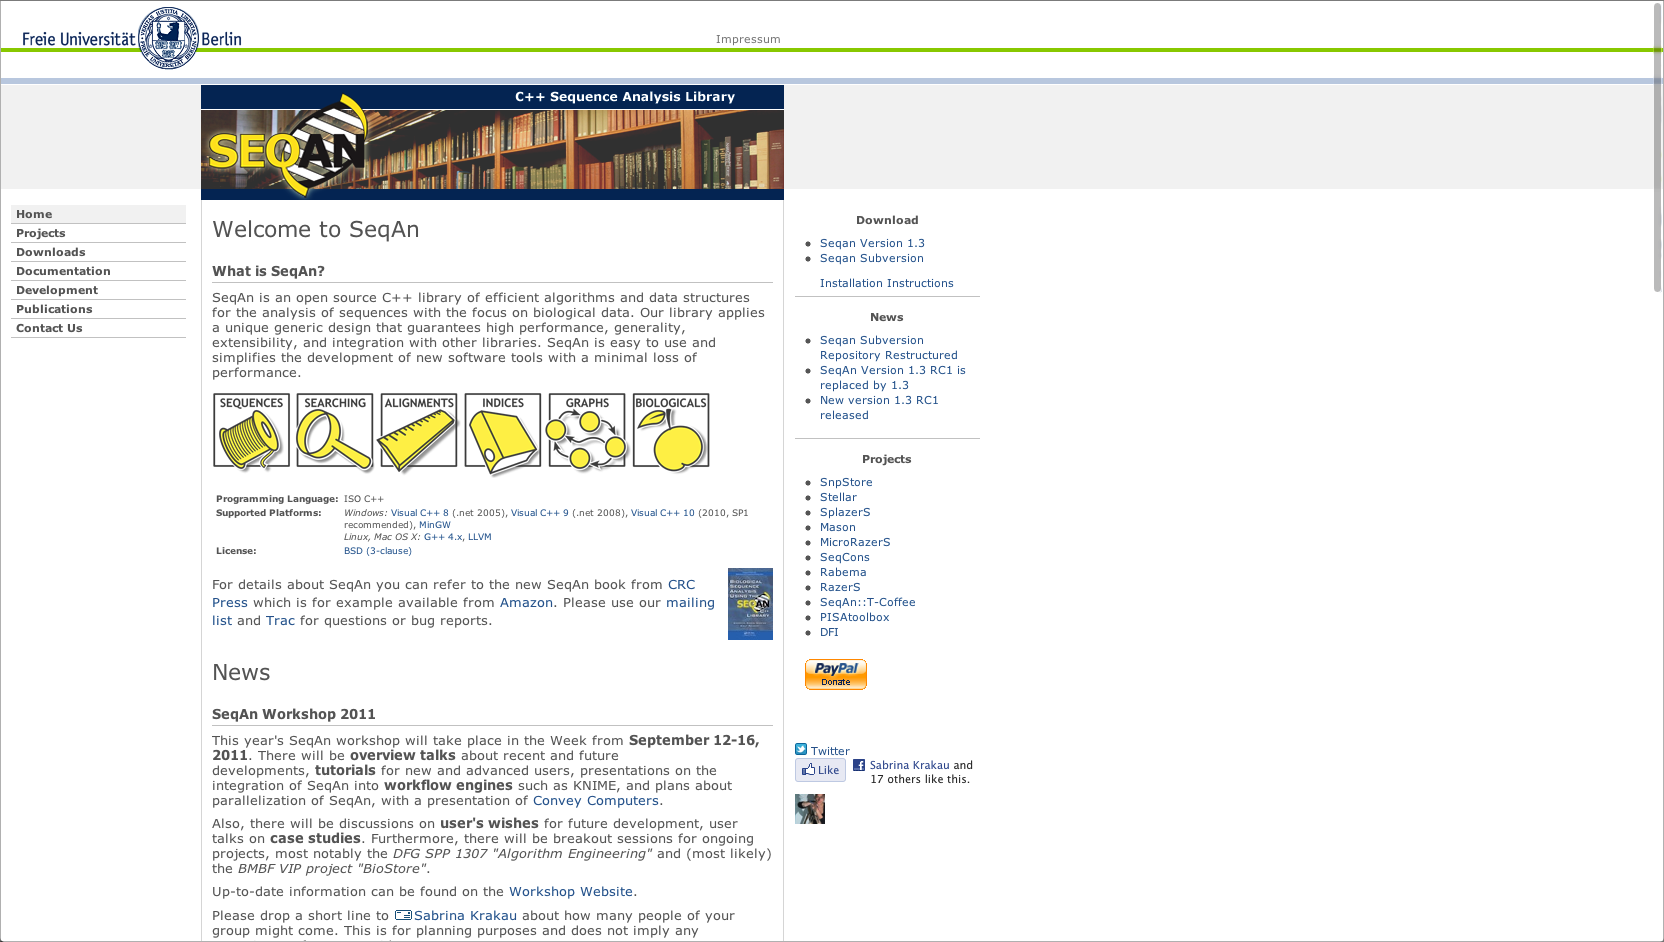 Freie Universität Berlin
Impressum
C++ Sequence Analysis Library
SEQAN
Home
Projects
Downloads
Documentation
Development
Publications
Contact Us
Welcome to SeqAn
What is SeqAn?
SeqAn is an open source C++ library of efficient algorithms and data structures
for the analysis of sequences with the focus on biological data. Our library applies
a unique generic design that guarantees high performance, generality,
extensibility, and integration with other libraries. SeqAn is easy to use and
simplifies the development of new software tools with a minimal loss of
performance.
SEQUENCES SEARCHING ALIGNMENTS INDICES GRAPHS BIOLOGICALS
Programming Language: ISO C++
Supported Platforms: Windows: Visual C++ 8 (.net 2005), Visual C++ 9 (.net 2008), Visual C++ 10 (2010, SP1
recommended), MinGW
Linux, Mac OS X: G++ 4.x, LLVM
License: BSD (3-clause)
For details about SeqAn you can refer to the new SeqAn book from CRC
Press which is for example available from Amazon. Please use our mailing
list and Trac for questions or bug reports.
BIOLOGICAL
SEQUENCE
ANALYSIS
USING THE
SEQAN
C++
LIBRARY
News
SeqAn Workshop 2011
This year's SeqAn workshop will take place in the Week from September 12-16,
2011. There will be overview talks about recent and future
developments, tutorials for new and advanced users, presentations on the
integration of SeqAn into workflow engines such as KNIME, and plans about
parallelization of SeqAn, with a presentation of Convey Computers.
Also, there will be discussions on user's wishes for future development, user
talks on case studies. Furthermore, there will be breakout sessions for ongoing
projects, most notably the DFG SPP 1307 "Algorithm Engineering" and (most likely)
the BMBF VIP project "BioStore".
Up-to-date information can be found on the Workshop Website.
Please drop a short line to Sabrina Krakau about how many people of your
group might come. This is for planning purposes and does not imply any
Download
Seqan Version 1.3
Seqan Subversion
Installation Instructions
News
Seqan Subversion
Repository Restructured
SeqAn Version 1.3 RC1 is
replaced by 1.3
New version 1.3 RC1
released
Projects
SnpStore
Stellar
SplazerS
Mason
MicroRazerS
SeqCons
Rabema
RazerS
SeqAn::T-Coffee
PISAtoolbox
DFI
PayPal
Donate
Twitter
Like
Sabrina Krakau and
17 others like this.